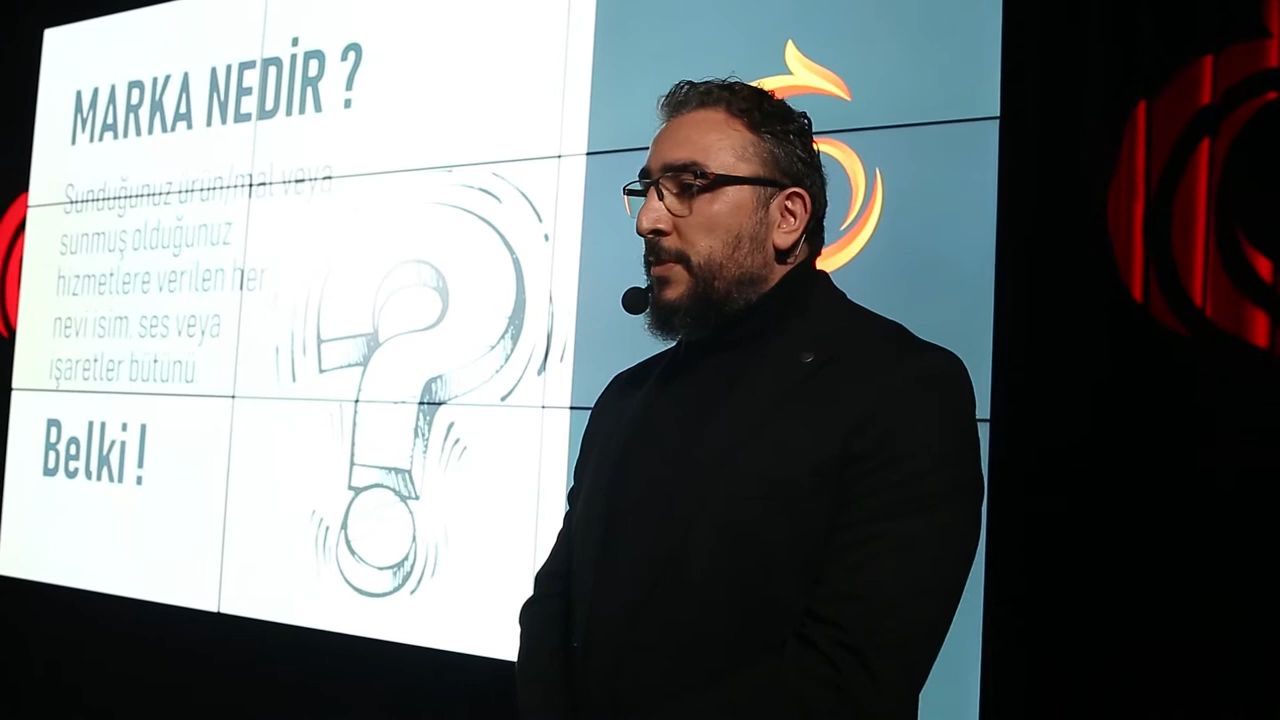 MARKA NEDİR ?
Sunduğunuz ürün/mal veya
sunmuş olduğunuz
hizmetlere verilen her
nevi isim, ses veya
işaretler bütünü
Belki !